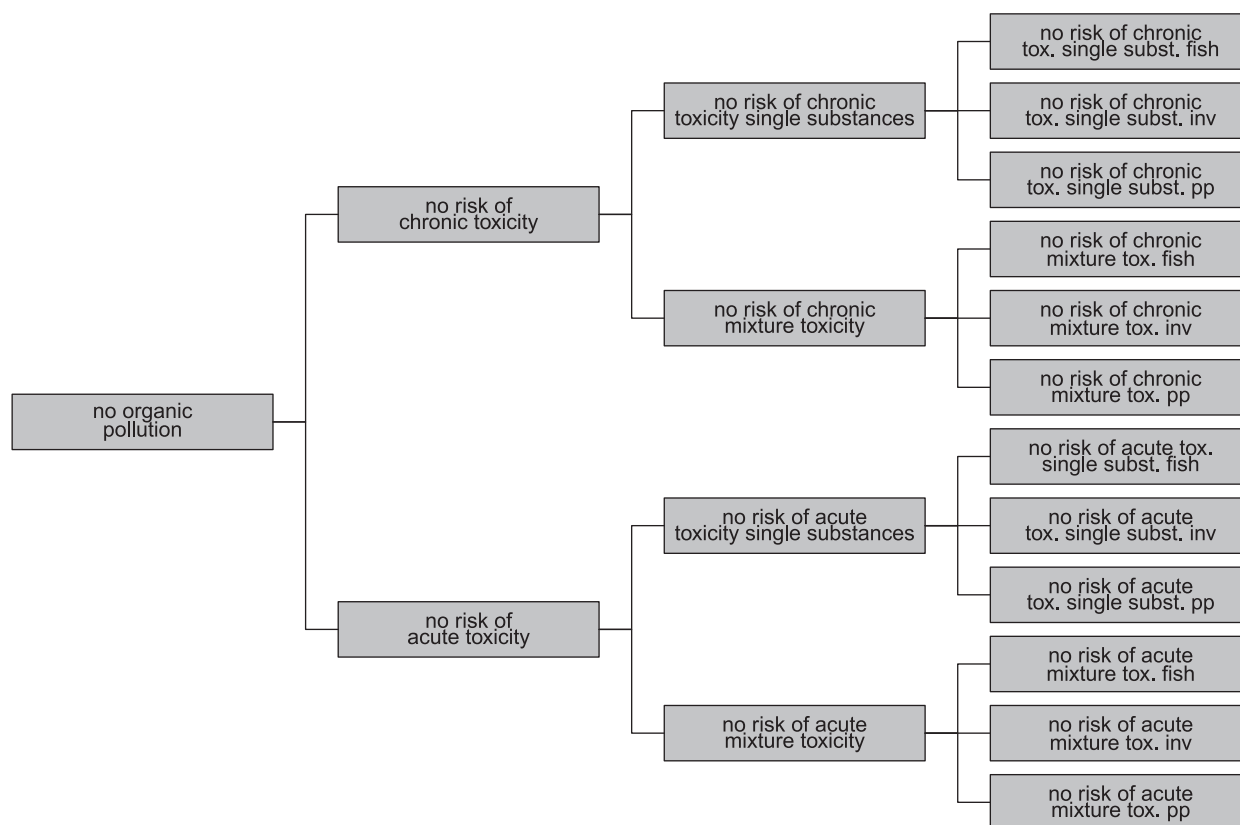 no organic
pollution
no risk of
chronic toxicity
no risk of
acute toxicity
no risk of chronic
toxicity single substances
no risk of chronic
mixture toxicity
no risk of acute
toxicity single substances
no risk of acute
mixture toxicity
no risk of chronic
tox. single subst. fish
no risk of chronic
tox. single subst. inv
no risk of chronic
tox. single subst. pp
no risk of chronic
mixture tox. fish
no risk of chronic
mixture tox. inv
no risk of chronic
mixture tox. pp
no risk of acute tox.
single subst. fish
no risk of acute
tox. single subst. inv
no risk of acute
tox. single subst. pp
no risk of acute
mixture tox. fish
no risk of acute
mixture tox. inv
no risk of acute
mixture tox. pp